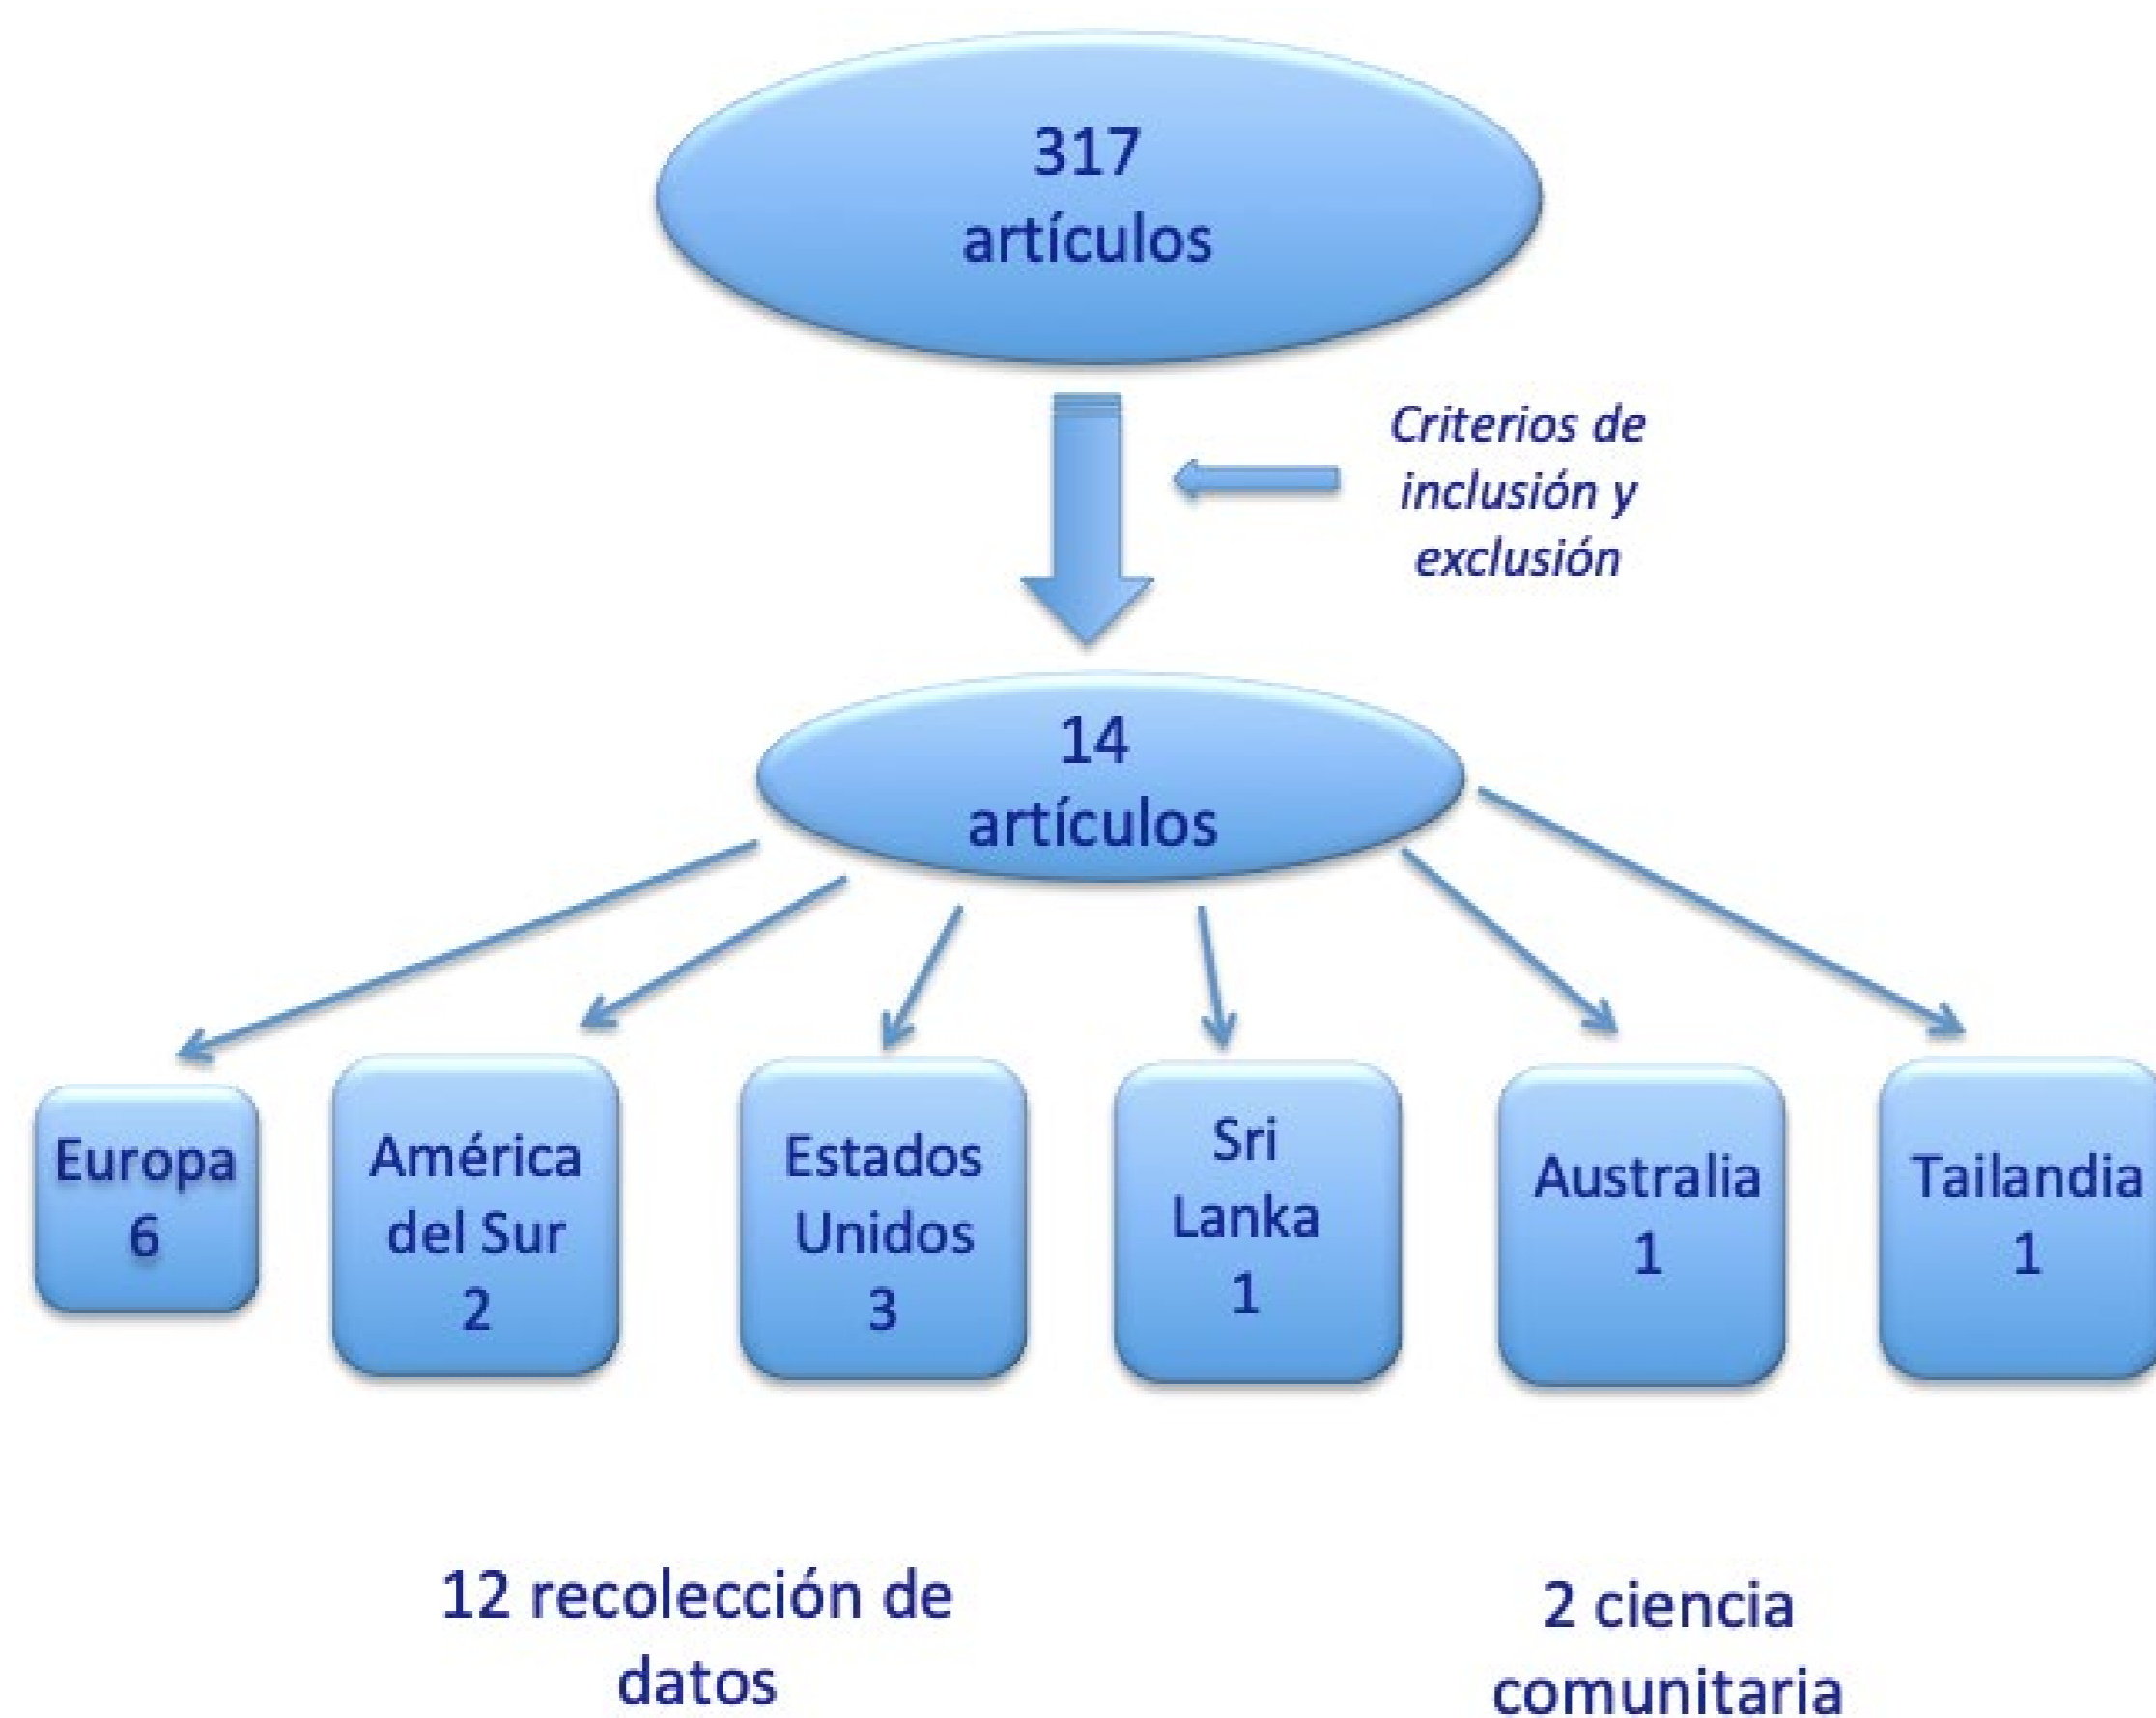 317
artículos
Criterios de
inclusión y
exclusión
14
artículos
Europa
6
América
del Sur
2
Estados
Unidos
3
Sri
Lanka
1
Australia
1
Tailandia
1
12 recolección de
datos
2 ciencia
comunitaria